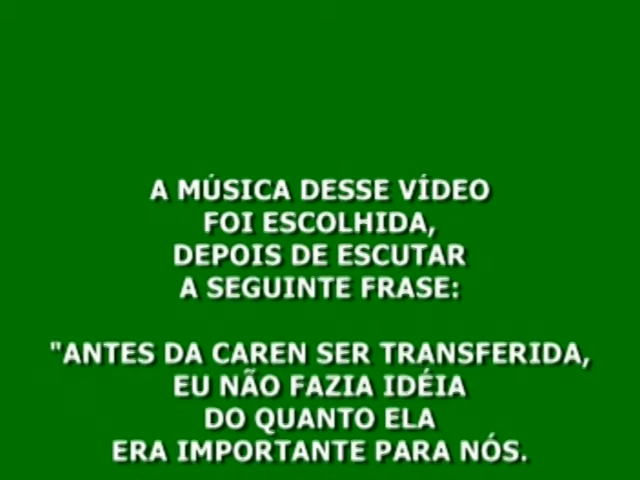 A MÚSICA DESSE VÍDEO
FOI ESCOLHIDA,
DEPOIS DE ESCUTAR
A SEGUINTE FRASE:
"ANTES DA CAREN SER TRANSFERIDA,
EU NÃO FAZIA IDÉIA
DO QUANTO ELA
ERA IMPORTANTE PARA NÓS.